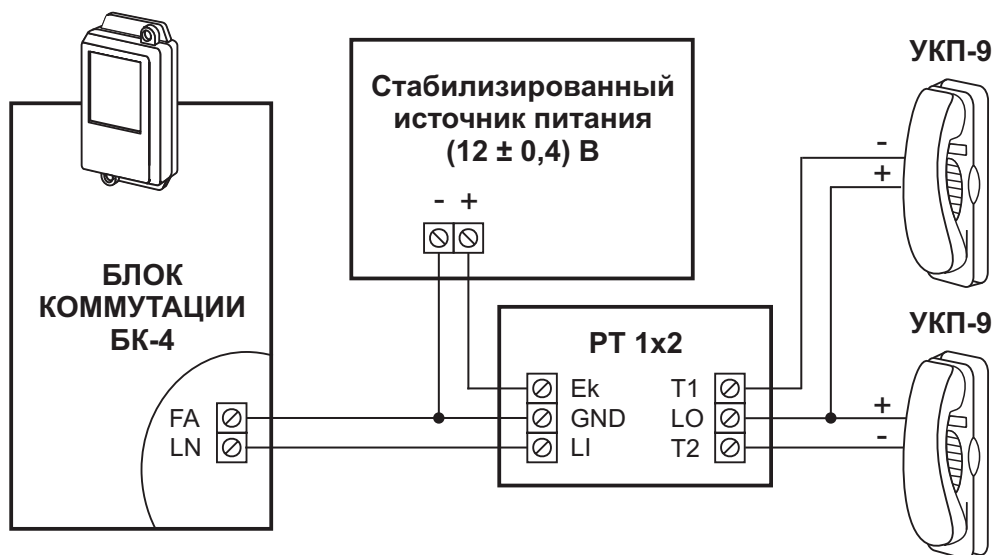 УКП-9
Стабилизированный
источник питания
(12 ± 0,4) В
- +
-
+
БЛОК
КОММУТАЦИИ
БК-4
УКП-9
РТ 1х2
Ek T1
FA GND LO +
LN LI T2 -